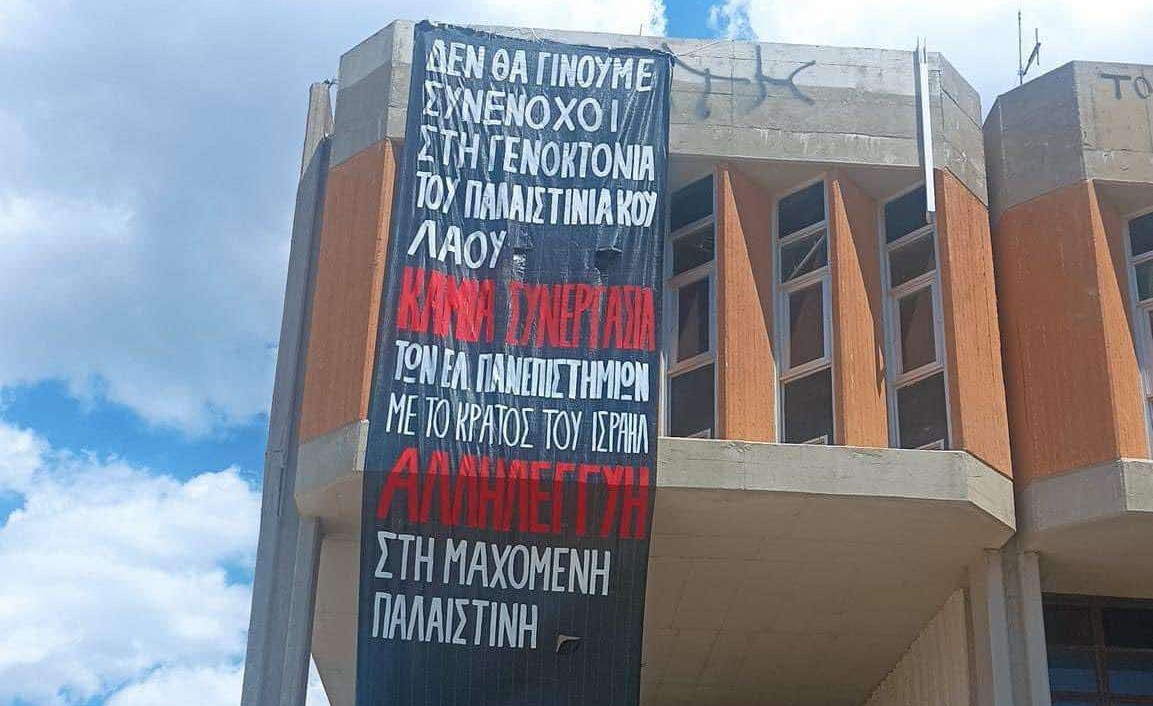 ΔΕΝ ΘΑ ΓΙΝΟΥΜΕ
ΣΥΝΕΝΟΧΟΙ
ΣΤΗ ΓΕΝΟΚΤΟΝΙΑ
ΤΟΥ ΠΑΛΑΙΣΤΙΝΙΑΚΟΥ
ΛΑΟΥ
ΚΑΜΙΑ ΣΥΝΕΡΓΑΣΙΑ
ΤΩΝ ΕΛ. ΠΑΝΕΠΙΣΤΗΜΙΩΝ
ΜΕ ΤΟ ΚΡΑΤΟΣ ΤΟΥ ΙΣΡΑΗΛ
ΑΛΛΗΛΕΓΓΥΗ
ΣΤΗ ΜΑΧΟΜΕΝΗ
ΠΑΛΑΙΣΤΙΝΗ